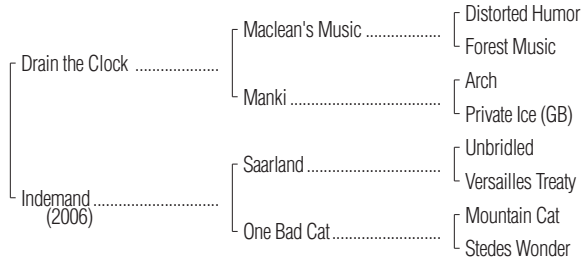 Distorted Humor
Maclean's Music
Forest Music
Drain the Clock
Arch
Manki
Private Ice (GB)
Unbridled
Saarland
Versailles Treaty
Indemand
(2006)
Mountain Cat
One Bad Cat
Stedes Wonder